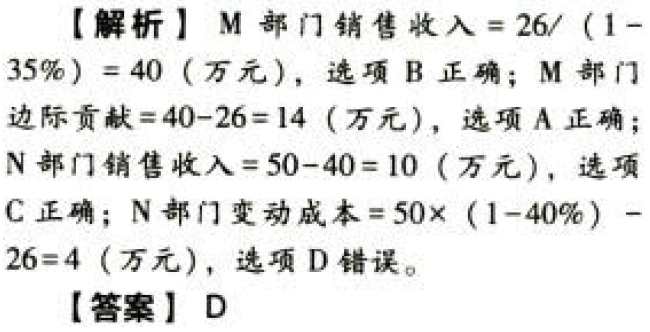 【解析】 M 部门销售收入=26/（1-
35%）=40（万元），选项 B 正确；M 部门
边际贡献=40-26=14（万元），选项 A 正确；
N 部门销售收入=50-40=10（万元），选项
C 正确；N 部门变动成本=50×（1-40%）-
26=4（万元），选项 D 错误。
【答案】 D